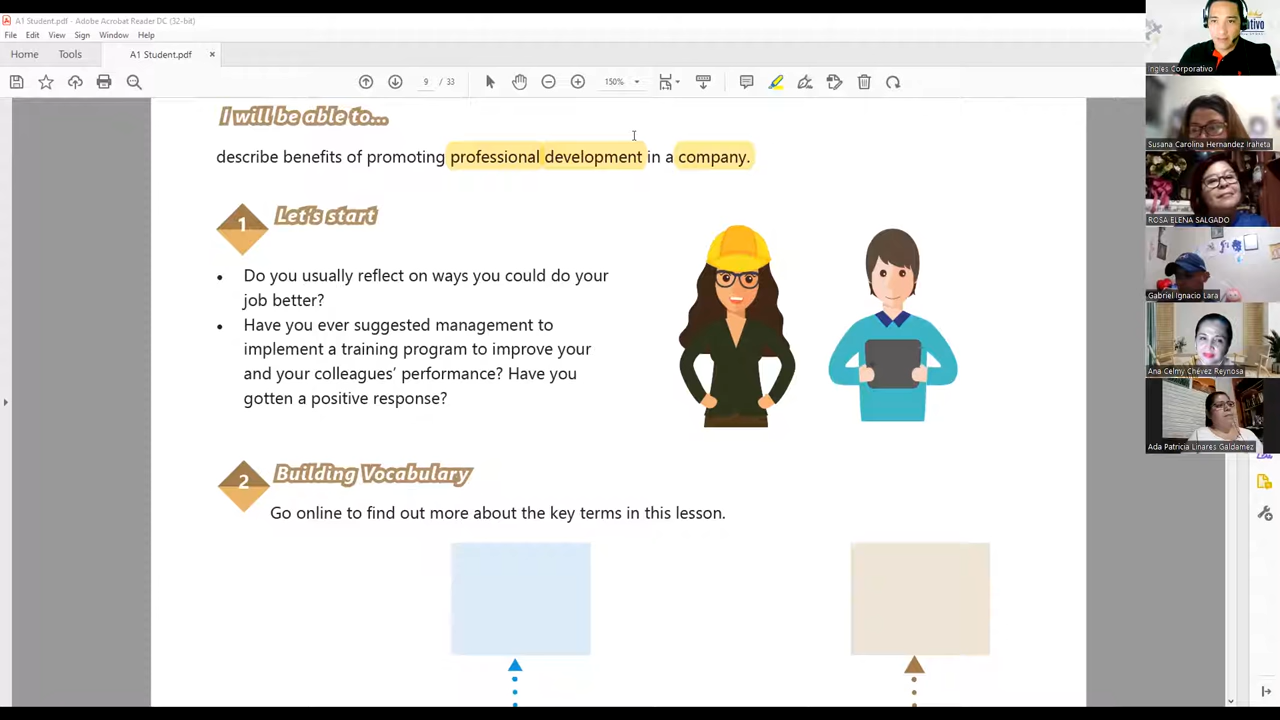 A1 Student.pdf - Adobe Acrobat Reader DC (32-bit)
File Edit View Sign Window Help
Home Tools A1 Student.pdf ×
9 / 33 150%
I will be able to...
describe benefits of promoting professional development in a company.
1 Let's start
• Do you usually reflect on ways you could do your
job better?
• Have you ever suggested management to
implement a training program to improve your
and your colleagues' performance? Have you
gotten a positive response?
2 Building Vocabulary
Go online to find out more about the key terms in this lesson.
Ingles Corporativo
Susana Carolina Hernandez Iraheta
ROSA ELENA SALGADO
Gabriel Ignacio Lara
Ana Celmy Chévez Reynosa
Ada Patricia Linares Galdamez